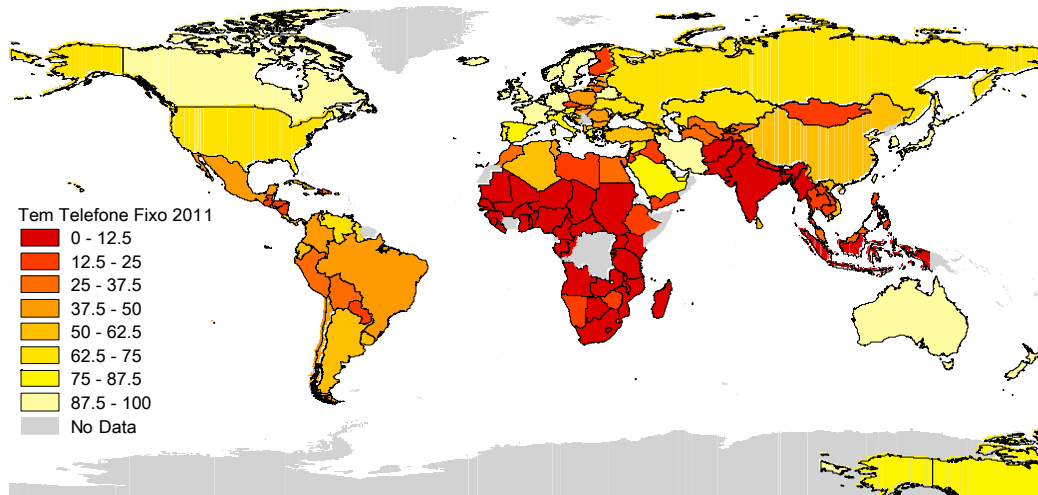 Tem Telefone Fixo 2011
0 - 12.5
12.5 - 25
25 - 37.5
37.5 - 50
50 - 62.5
62.5 - 75
75 - 87.5
87.5 - 100
No Data